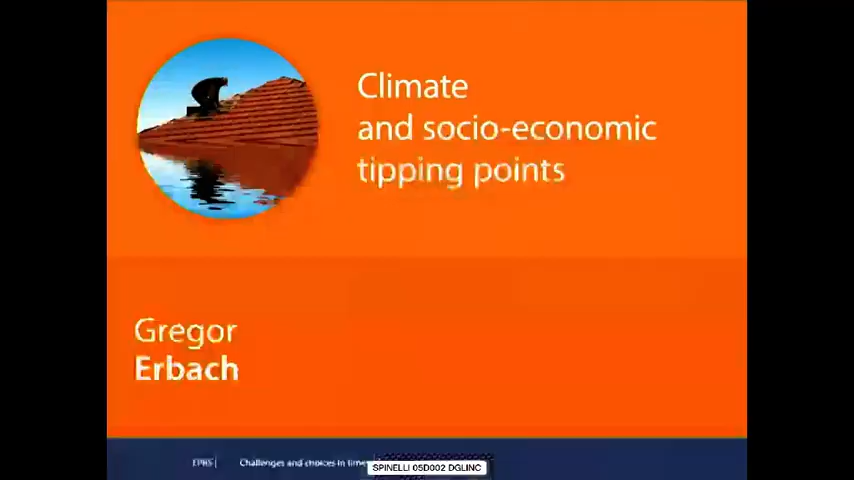 Climate
and socio-economic
tipping points
Gregor
Erbach
EPRS
Challenges and choices in time
SPINELLI 05D002 DGLINC